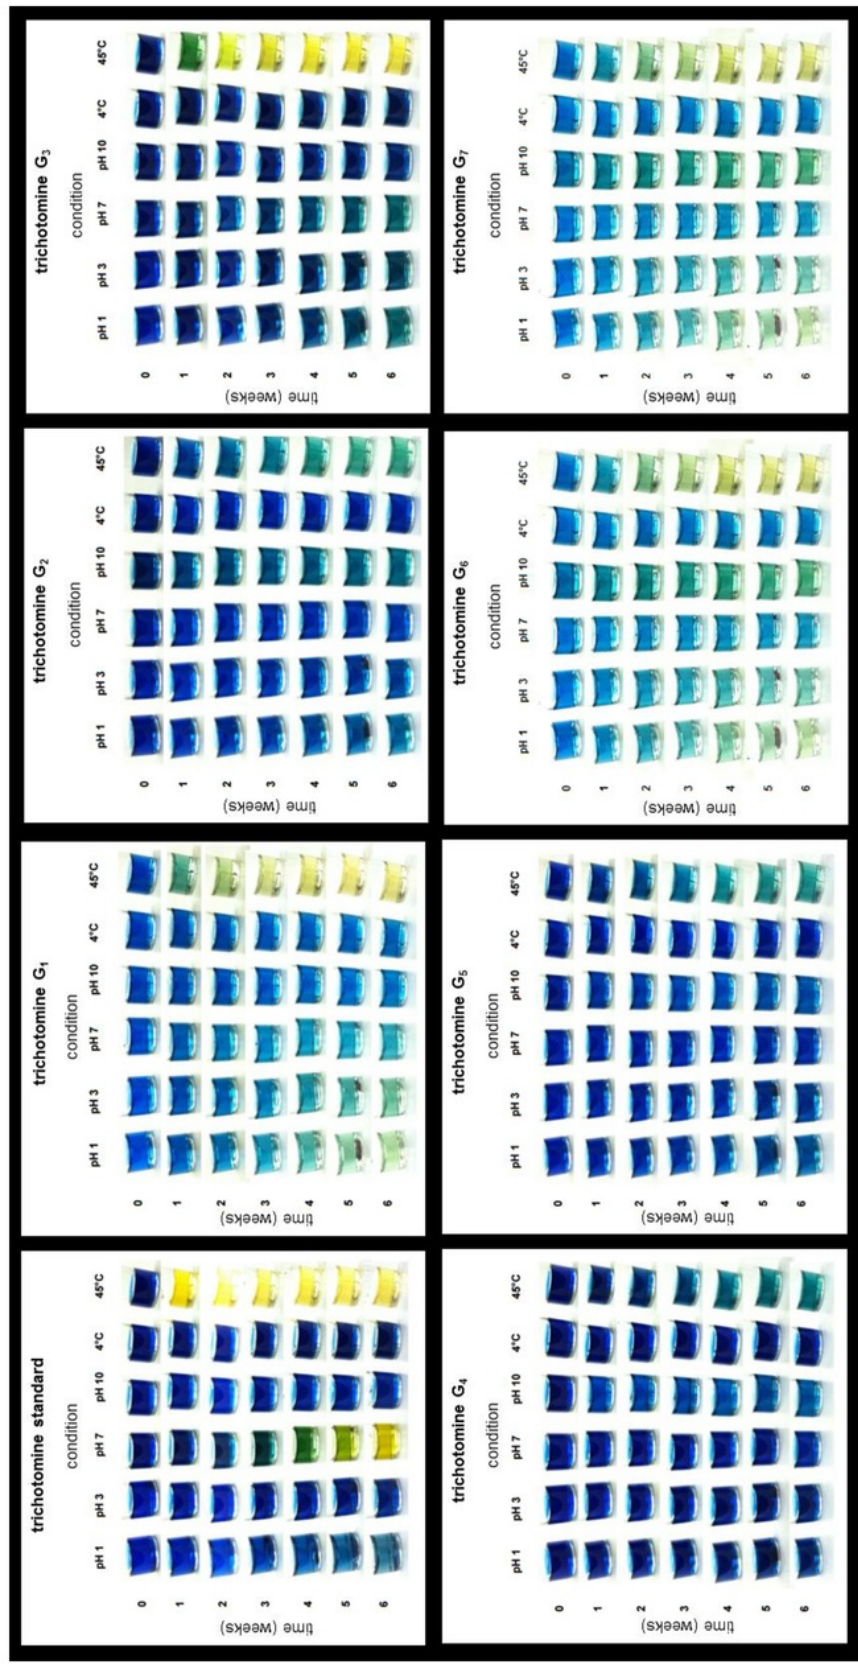 trichotomine standard
condition
pH 1 pH 3 pH 7 pH 10 4°C 45°C
time (weeks)
0
1
2
3
4
5
6
trichotomine G₁
condition
pH 1 pH 3 pH 7 pH 10 4°C 45°C
time (weeks)
0
1
2
3
4
5
6
trichotomine G₂
condition
pH 1 pH 3 pH 7 pH 10 4°C 45°C
time (weeks)
0
1
2
3
4
5
6
trichotomine G₃
condition
pH 1 pH 3 pH 7 pH 10 4°C 45°C
time (weeks)
0
1
2
3
4
5
6
trichotomine G₄
condition
pH 1 pH 3 pH 7 pH 10 4°C 45°C
time (weeks)
0
1
2
3
4
5
6
trichotomine G₅
condition
pH 1 pH 3 pH 7 pH 10 4°C 45°C
time (weeks)
0
1
2
3
4
5
6
trichotomine G₆
condition
pH 1 pH 3 pH 7 pH 10 4°C 45°C
time (weeks)
0
1
2
3
4
5
6
trichotomine G₇
condition
pH 1 pH 3 pH 7 pH 10 4°C 45°C
time (weeks)
0
1
2
3
4
5
6